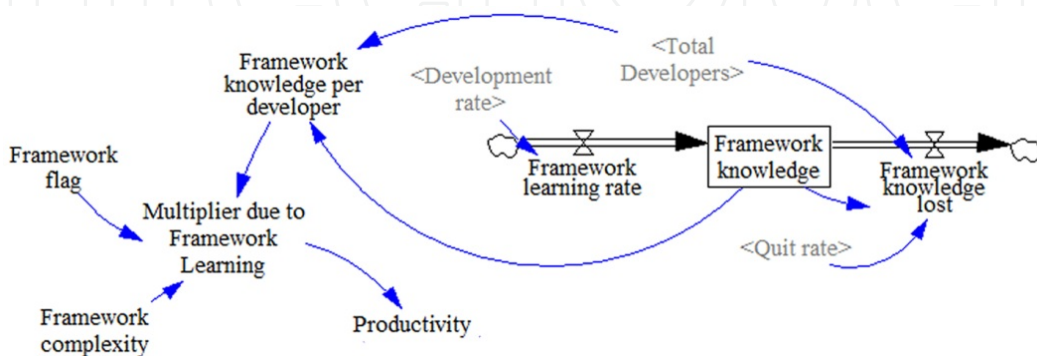 Framework
knowledge per
developer
<Total
Developers>
<Development
rate>
Framework
learning rate
Framework
knowledge
Framework
knowledge
lost
Framework
flag
Multiplier due to
Framework
Learning
<Quit rate>
Framework
complexity
Productivity